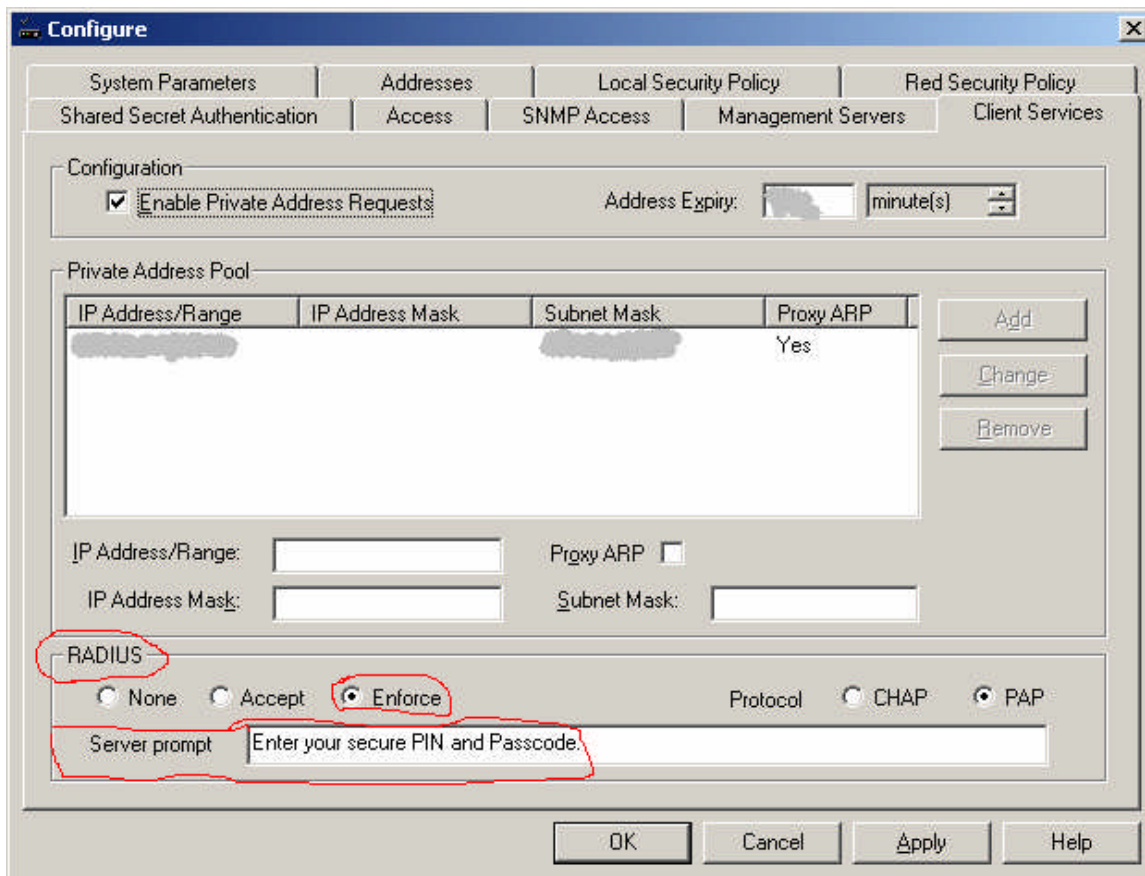 Configure
System Parameters Addresses Local Security Policy Red Security Policy
Shared Secret Authentication Access SNMP Access Management Servers Client Services
Configuration
Enable Private Address Requests Address Expiry: minute(s)
Private Address Pool
IP Address/Range IP Address Mask Subnet Mask Proxy ARP
Yes
Add
Change
Remove
IP Address/Range: Proxy ARP
IP Address Mask: Subnet Mask:
RADIUS
None Accept Enforce Protocol CHAP PAP
Server prompt Enter your secure PIN and Passcode.
OK Cancel Apply Help